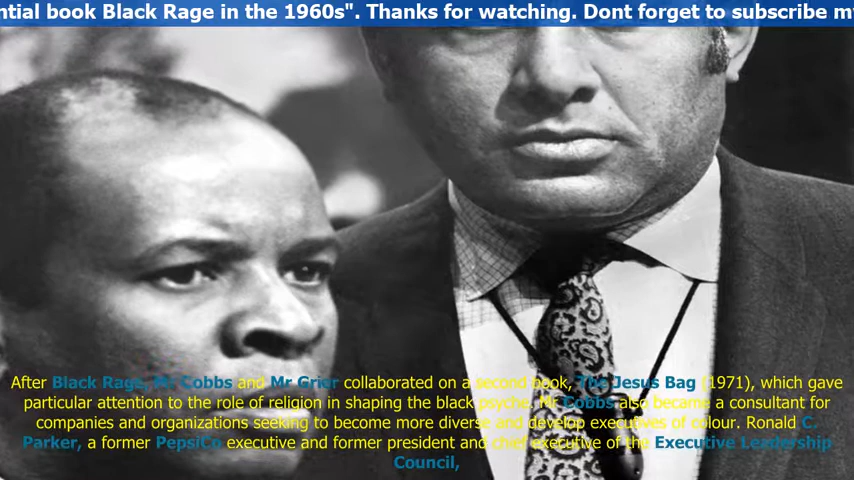 ntial book Black Rage in the 1960s". Thanks for watching. Dont forget to subscribe m
After Black Rage, Mr Cobbs and Mr Grier collaborated on a second book, The Jesus Bag (1971), which gave
particular attention to the role of religion in shaping the black psyche. Mr Cobbs also became a consultant for
companies and organizations seeking to become more diverse and develop executives of colour. Ronald C.
Parker, a former PepsiCo executive and former president and chief executive of the Executive Leadership
Council,